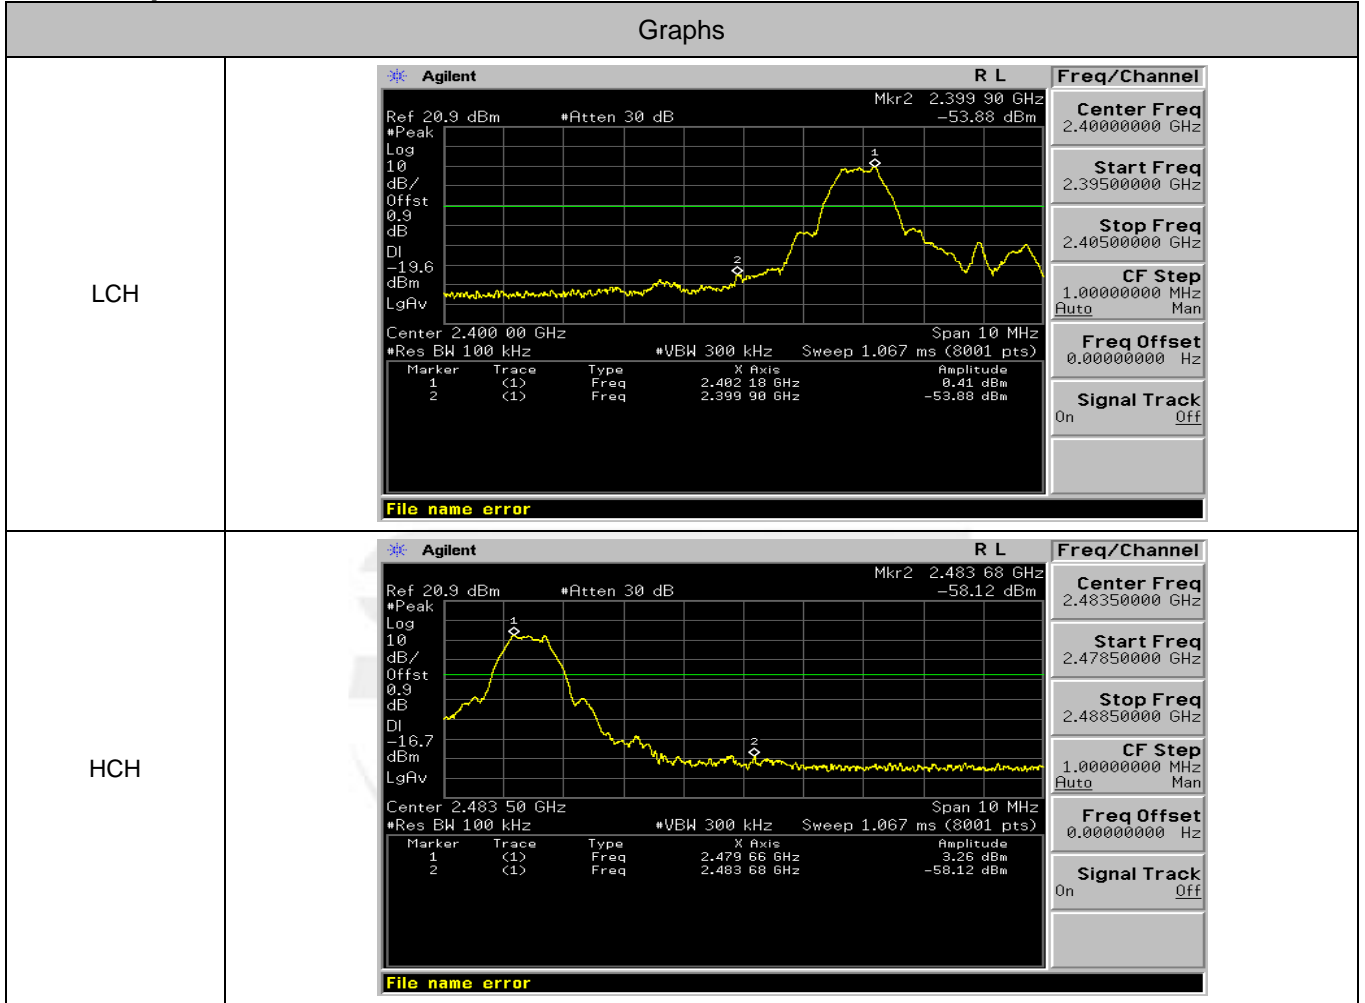 Graphs
LCH
Agilent
R L
Freq/Channel
Mkr2 2.399 90 GHz
Ref 20.9 dBm #Atten 30 dB -53.88 dBm
#Peak
Log
10
dB/
Offst
0.9
dB
DI
-19.6
dBm
LgAv
1
2
Center 2.400 00 GHz Span 10 MHz
#Res BW 100 kHz #VBW 300 kHz Sweep 1.067 ms (8001 pts)
Marker Trace Type X Axis Amplitude
1 (1) Freq 2.402 18 GHz 0.41 dBm
2 (1) Freq 2.399 90 GHz -53.88 dBm
File name error
Center Freq
2.40000000 GHz
Start Freq
2.39500000 GHz
Stop Freq
2.40500000 GHz
CF Step
1.00000000 MHz
Auto Man
Freq Offset
0.00000000 Hz
Signal Track
On Off
HCH
Agilent
R L
Freq/Channel
Mkr2 2.483 68 GHz
Ref 20.9 dBm #Atten 30 dB -58.12 dBm
#Peak
Log
10
dB/
Offst
0.9
dB
DI
-16.7
dBm
LgAv
1
2
Center 2.483 50 GHz Span 10 MHz
#Res BW 100 kHz #VBW 300 kHz Sweep 1.067 ms (8001 pts)
Marker Trace Type X Axis Amplitude
1 (1) Freq 2.479 66 GHz 3.26 dBm
2 (1) Freq 2.483 68 GHz -58.12 dBm
File name error
Center Freq
2.48350000 GHz
Start Freq
2.47850000 GHz
Stop Freq
2.48850000 GHz
CF Step
1.00000000 MHz
Auto Man
Freq Offset
0.00000000 Hz
Signal Track
On Off